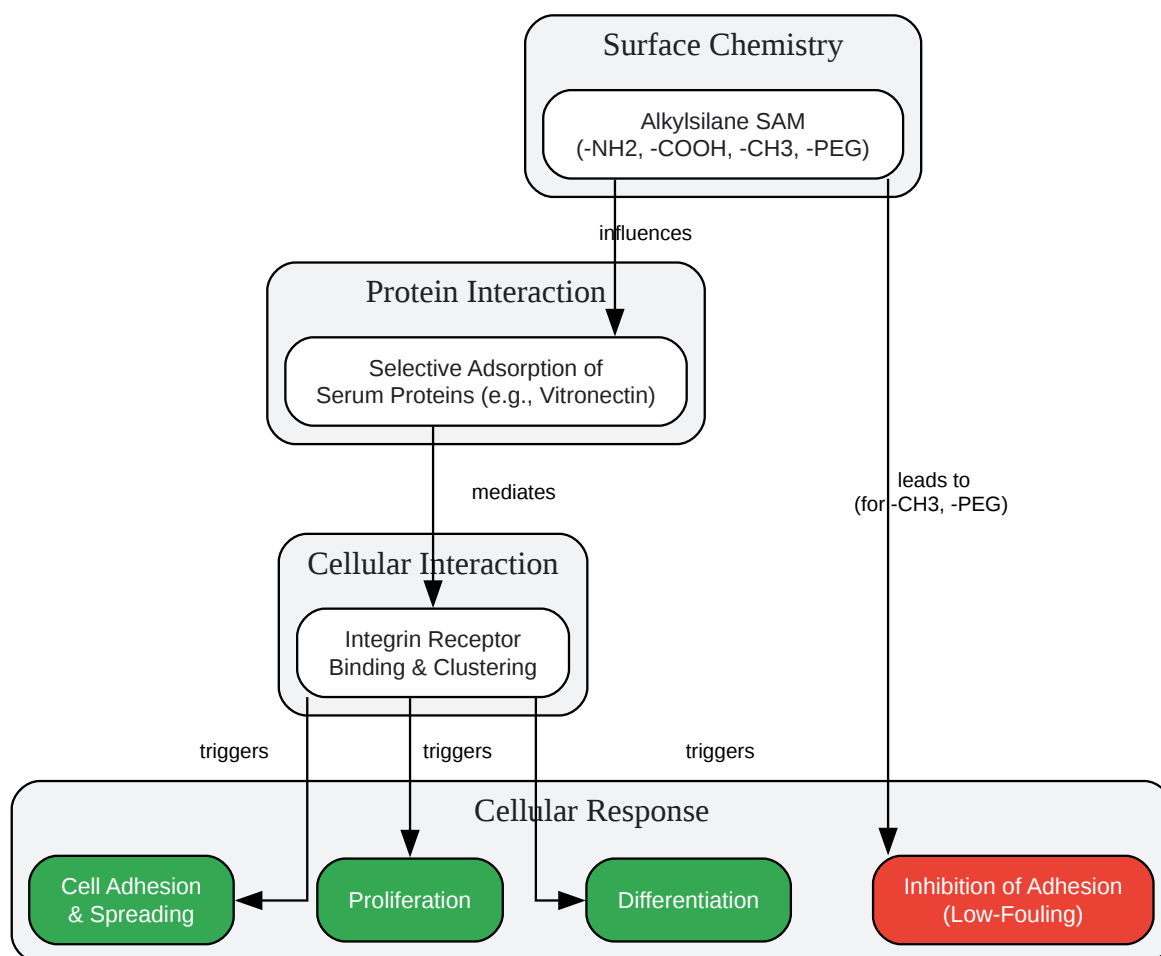 Surface Chemistry
Alkylsilane SAM
(-NH2, -COOH, -CH3, -PEG)
influences
Protein Interaction
Selective Adsorption of
Serum Proteins (e.g., Vitronectin)
mediates
leads to
(for -CH3, -PEG)
Cellular Interaction
Integrin Receptor
Binding & Clustering
triggers
triggers
triggers
Cellular Response
Cell Adhesion
& Spreading
Proliferation
Differentiation
Inhibition of Adhesion
(Low-Fouling)